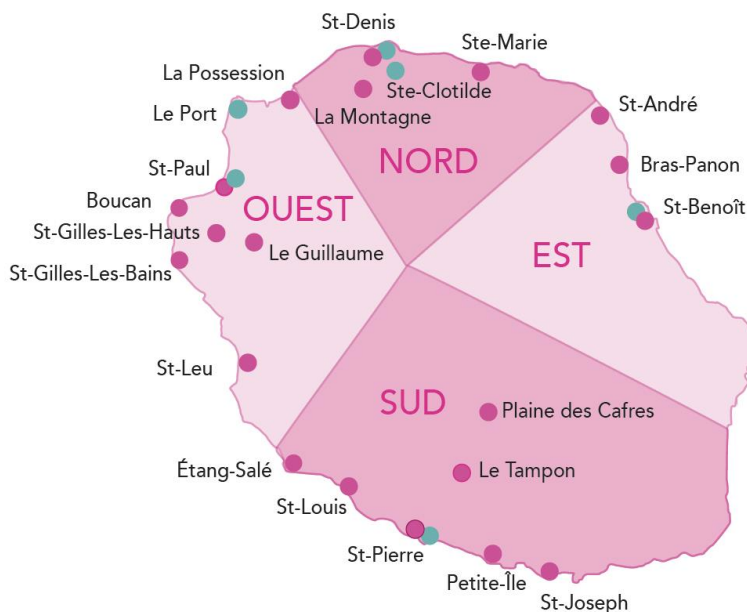 St-Denis
Ste-Marie
La Possession
Ste-Clotilde
Le Port
La Montagne
St-André
NORD
St-Paul
Bras-Panon
Boucan
OUEST
St-Benoît
St-Gilles-Les-Hauts
Le Guillaume
EST
St-Gilles-Les-Bains
St-Leu
SUD
Plaine des Cafres
Étang-Salé
Le Tampon
St-Louis
St-Pierre
Petite-Île
St-Joseph